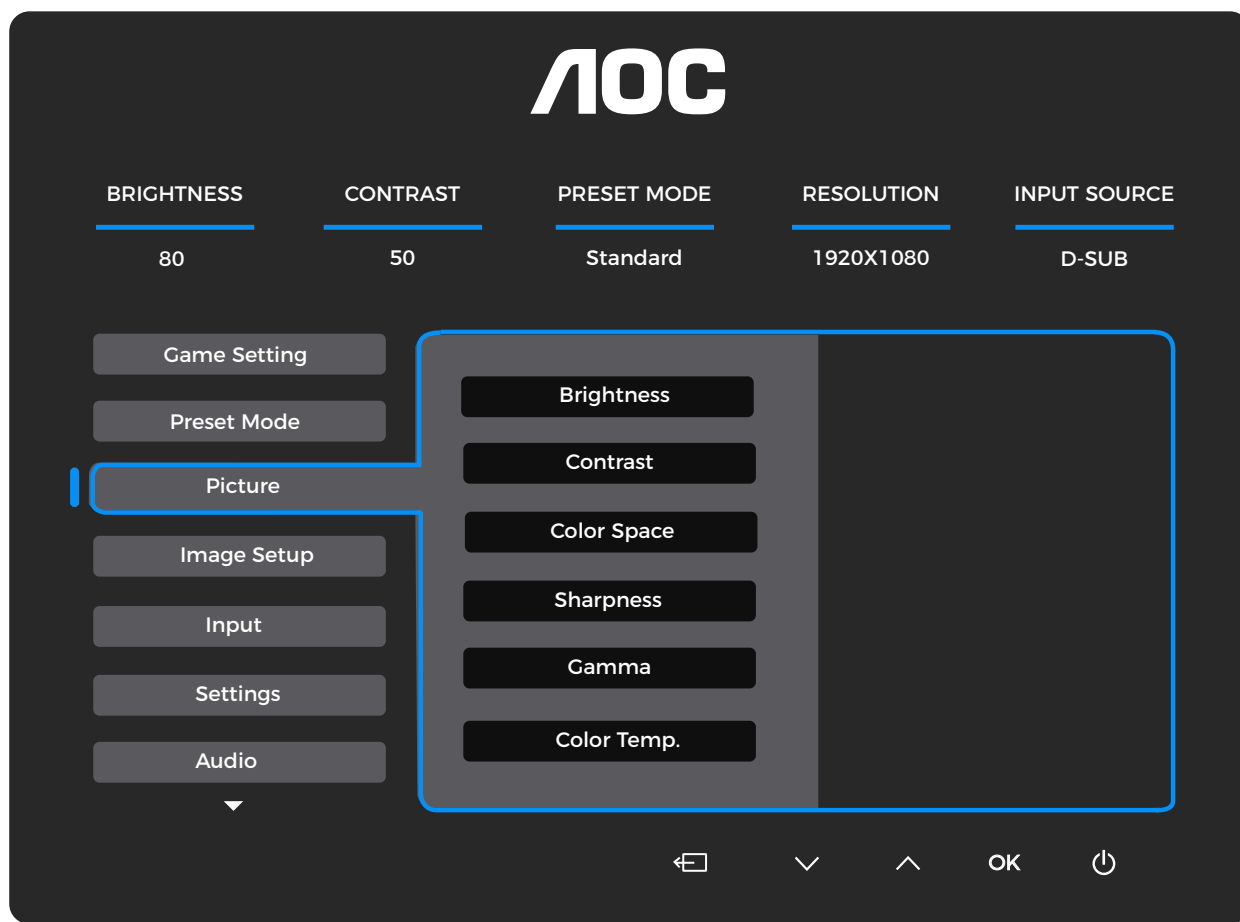 AOC
BRIGHTNESS CONTRAST PRESET MODE RESOLUTION INPUT SOURCE
80 50 Standard 1920X1080 D-SUB
Game Setting
Preset Mode
Picture
Image Setup
Input
Settings
Audio
Brightness
Contrast
Color Space
Sharpness
Gamma
Color Temp.
OK